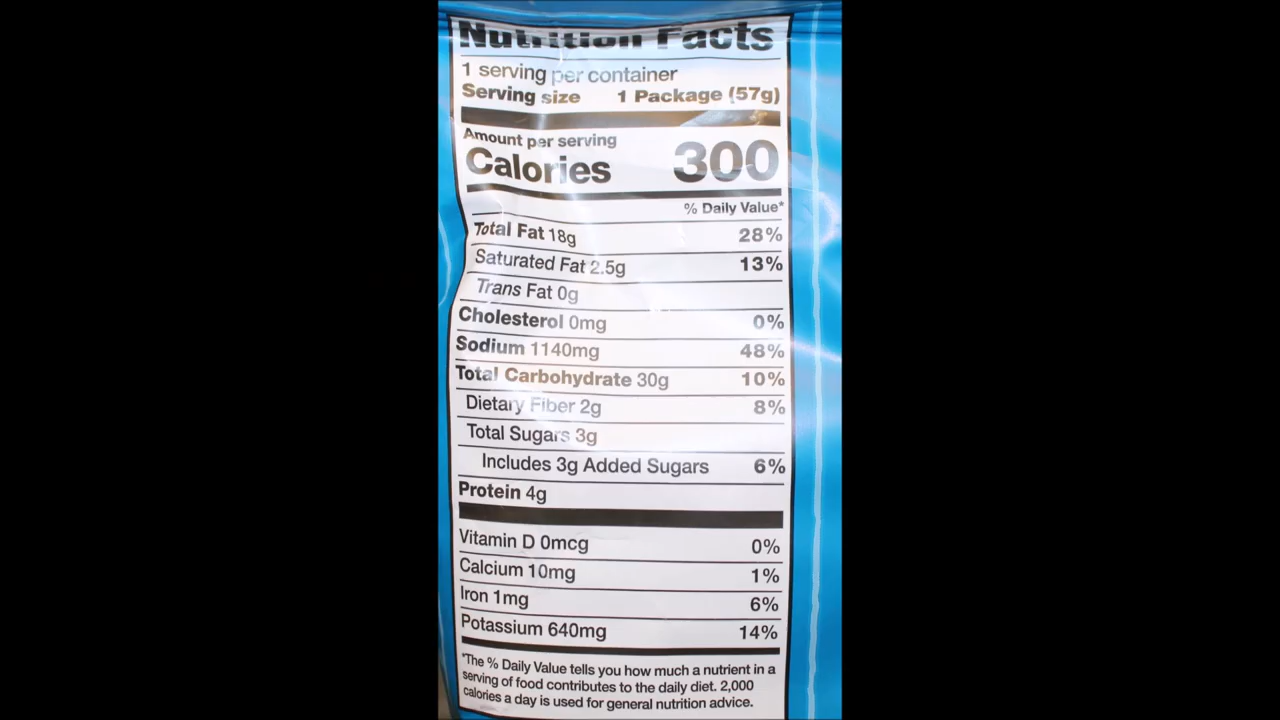 Nutrition Facts
1 serving per container
Serving size 1 Package (57g)
Amount per serving
Calories 300
% Daily Value*
Total Fat 18g 28%
Saturated Fat 2.5g 13%
Trans Fat 0g
Cholesterol 0mg 0%
Sodium 1140mg 48%
Total Carbohydrate 30g 10%
Dietary Fiber 2g 8%
Total Sugars 3g
Includes 3g Added Sugars 6%
Protein 4g
Vitamin D 0mcg 0%
Calcium 10mg 1%
Iron 1mg 6%
Potassium 640mg 14%
*The % Daily Value tells you how much a nutrient in a
serving of food contributes to the daily diet. 2,000
calories a day is used for general nutrition advice.